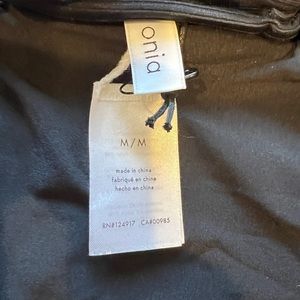 onia
M/M
made in china
fabriqué en chine
hecho en china
RN#124917 CA#00985